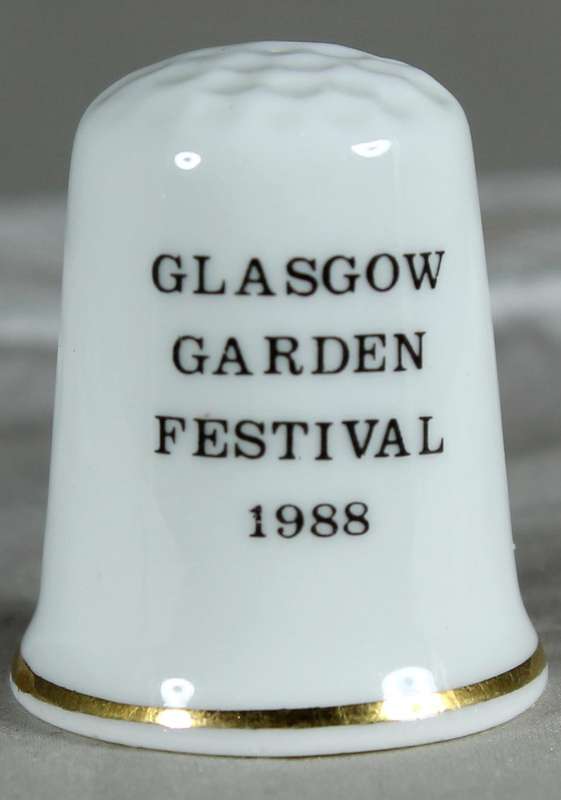 GLASGOW
GARDEN
FESTIVAL
1988